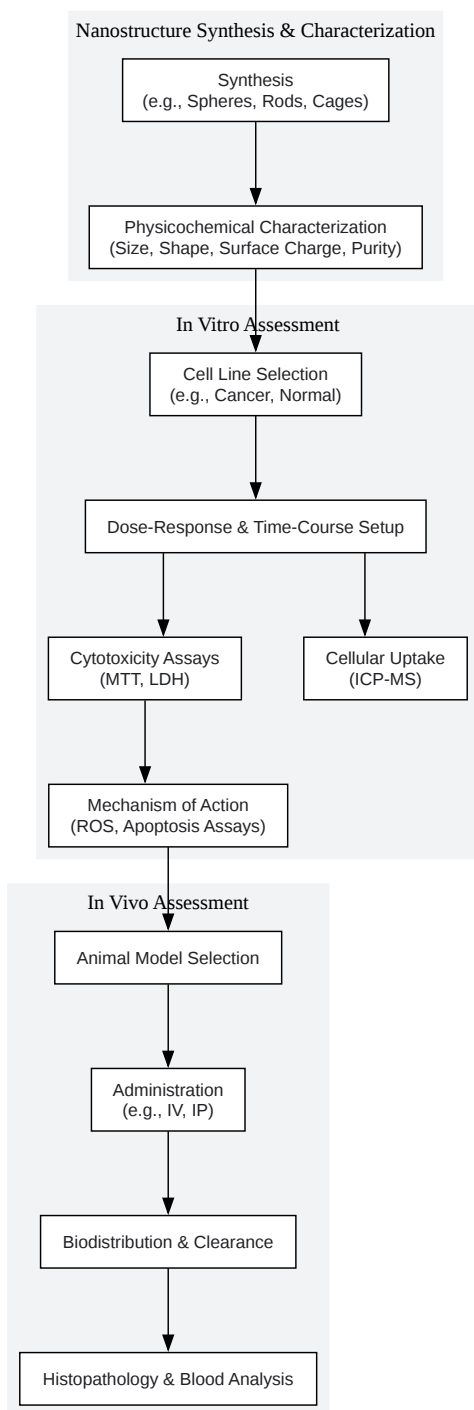 Nanostructure Synthesis & Characterization
Synthesis
(e.g., Spheres, Rods, Cages)
Physicochemical Characterization
(Size, Shape, Surface Charge, Purity)
In Vitro Assessment
Cell Line Selection
(e.g., Cancer, Normal)
Dose-Response & Time-Course Setup
Cytotoxicity Assays
(MTT, LDH)
Cellular Uptake
(ICP-MS)
Mechanism of Action
(ROS, Apoptosis Assays)
In Vivo Assessment
Animal Model Selection
Administration
(e.g., IV, IP)
Biodistribution & Clearance
Histopathology & Blood Analysis